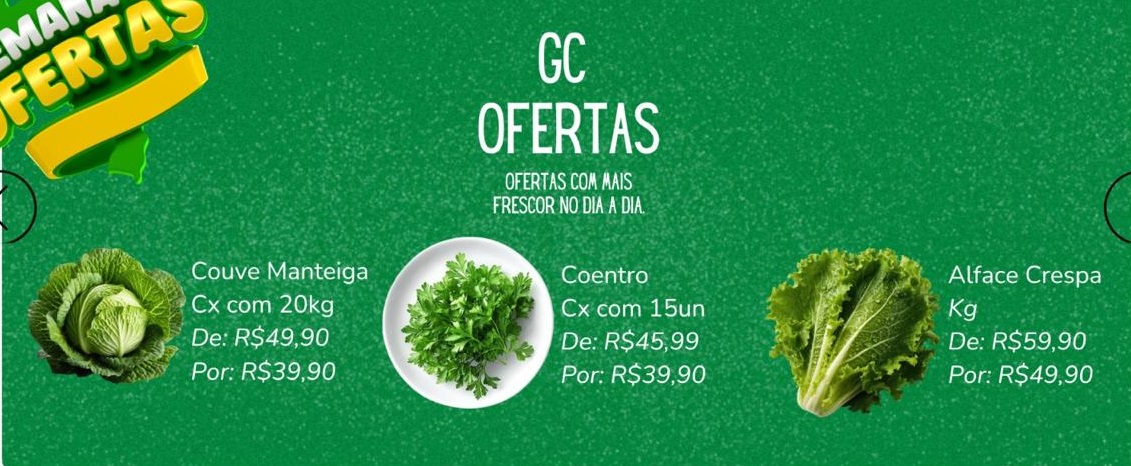 OFERTAS
GC
OFERTAS
OFERTAS COM MAIS
FRESCOR NO DIA A DIA.
Couve Manteiga
Cx com 20kg
De: R$49,90
Por: R$39,90
Coentro
Cx com 15un
De: R$45,99
Por: R$39,90
Alface Crespa
Kg
De: R$59,90
Por: R$49,90